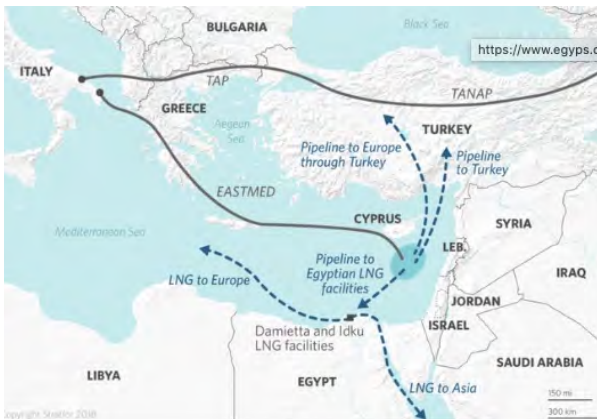 BULGARIA
Black Sea
https://www.egyps.c
ITALY
TAP
TANAP
GREECE
Aegean
Sea
TURKEY
Pipeline to Europe
through Turkey
Pipeline
to Turkey
EASTMED
CYPRUS
SYRIA
Mediterranean Sea
LEB.
Pipeline to
Egyptian LNG
facilities
IRAQ
LNG to Europe
JORDAN
Damietta and Idku
LNG facilities
ISRAEL
LIBYA
EGYPT
LNG to Asia
SAUDI ARABIA
150 mi
300 km
copyright Stratfor 2018